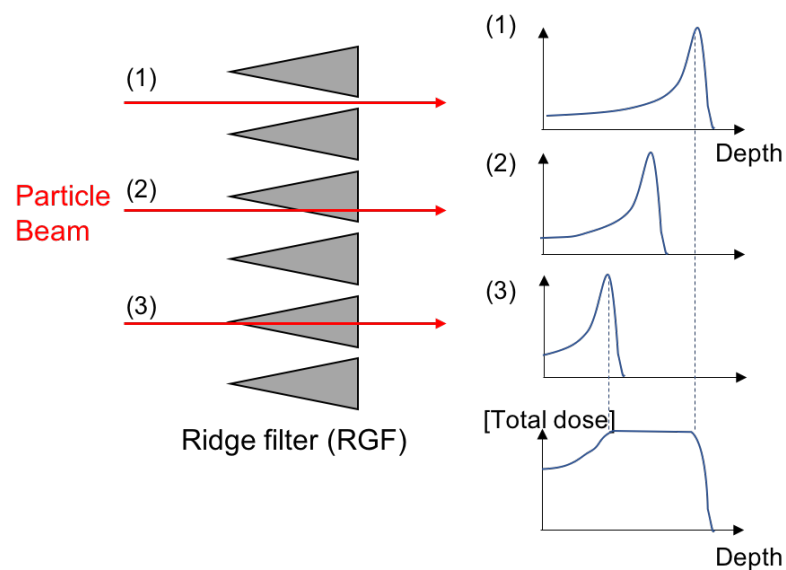 (1)
(2)
Particle
Beam
(3)
Ridge filter (RGF)
(1)
Depth
(2)
(3)
[Total dose]
Depth